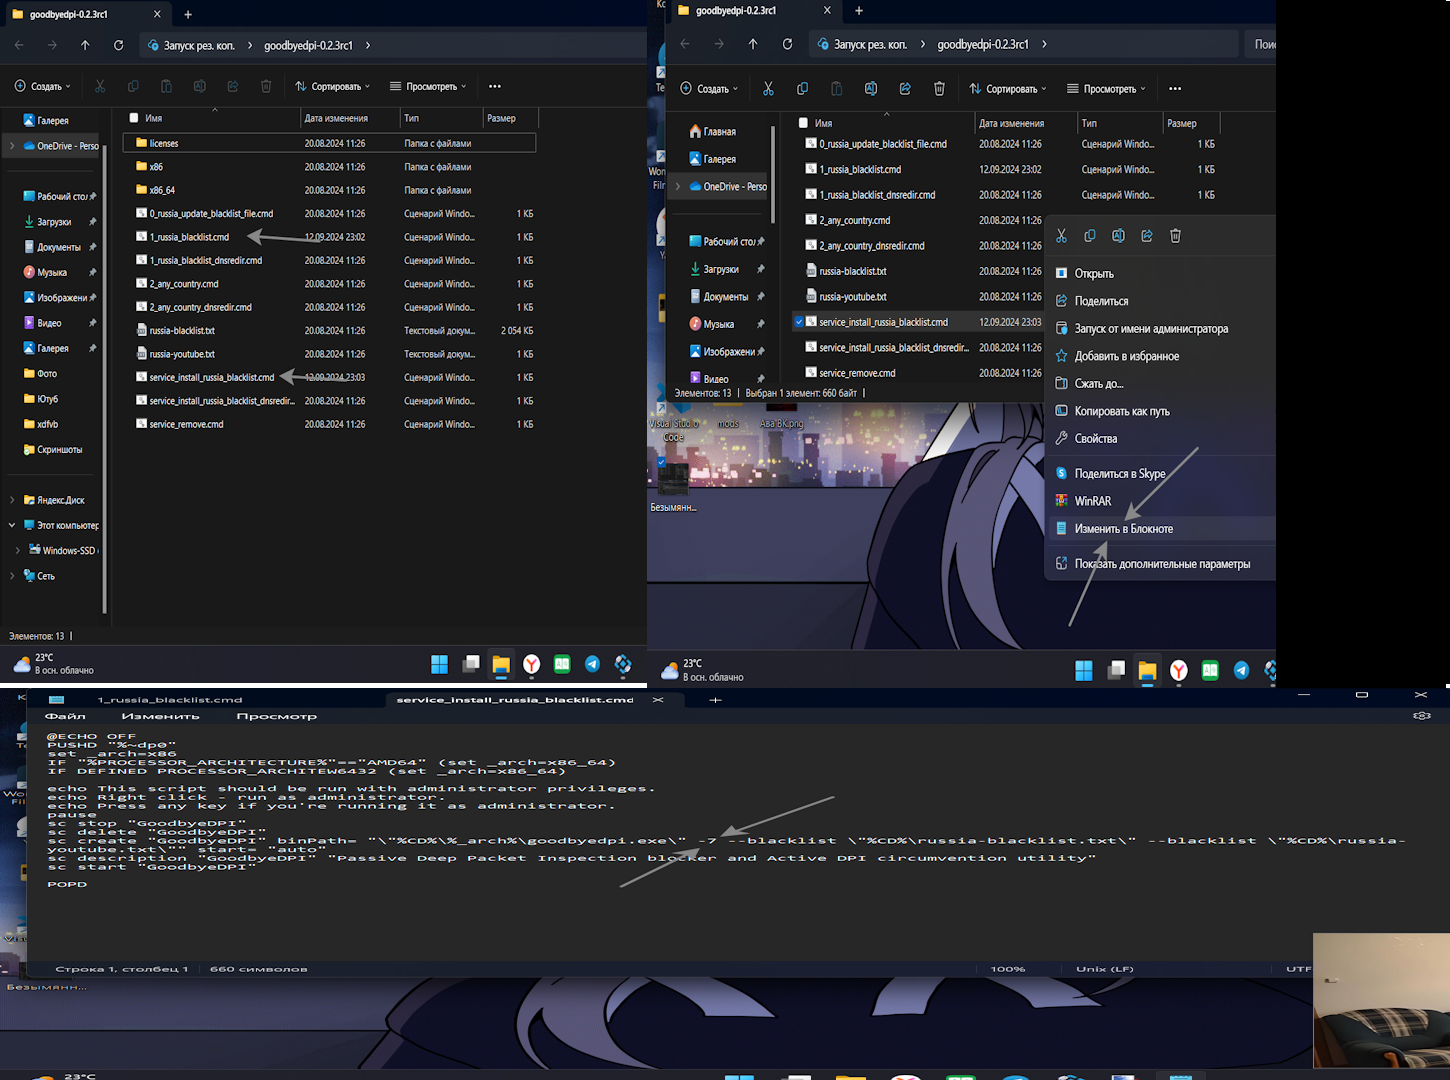 goodbyedpi-0.2.3rc1
Запуск рез. коп. > goodbyedpi-0.2.3rc1 >
Создать Сортировать Просмотреть •••
Имя Дата изменения Тип Размер
Галерея
OneDrive - Perso
Рабочий стол
Загрузки
Документы
Музыка
Изображени
Видео
Галерея
Фото
Ютуб
xdfvb
Скриншоты
Яндекс.Диск
Этот компьютер
Windows-SSD
Сеть
licenses 20.08.2024 11:26 Папка с файлами
x86 20.08.2024 11:26 Папка с файлами
x86_64 20.08.2024 11:26 Папка с файлами
0_russia_update_blacklist_file.cmd 20.08.2024 11:26 Сценарий Windo... 1 КБ
1_russia_blacklist.cmd 12.09.2024 23:02 Сценарий Windo... 1 КБ
1_russia_blacklist_dnsredir.cmd 20.08.2024 11:26 Сценарий Windo... 1 КБ
2_any_country.cmd 20.08.2024 11:26 Сценарий Windo... 1 КБ
2_any_country_dnsredir.cmd 20.08.2024 11:26 Сценарий Windo... 1 КБ
russia-blacklist.txt 20.08.2024 11:26 Текстовый докум... 2 054 КБ
russia-youtube.txt 20.08.2024 11:26 Текстовый докум... 1 КБ
service_install_russia_blacklist.cmd 12.09.2024 23:03 Сценарий Windo... 1 КБ
service_install_russia_blacklist_dnsredir... 20.08.2024 11:26 Сценарий Windo... 1 КБ
service_remove.cmd 20.08.2024 11:26 Сценарий Windo... 1 КБ
Элементов: 13
23°C
В осн. облачно
goodbyedpi-0.2.3rc1
Запуск рез. коп. > goodbyedpi-0.2.3rc1 > Пои
Создать Сортировать Просмотреть •••
Имя Дата изменения Тип Размер
Главная
Галерея
OneDrive - Perso
Рабочий стол
Загрузки
Документы
Музыка
Изображени
Видео
0_russia_update_blacklist_file.cmd 20.08.2024 11:26 Сценарий Windo... 1 КБ
1_russia_blacklist.cmd 12.09.2024 23:02 Сценарий Windo... 1 КБ
1_russia_blacklist_dnsredir.cmd 20.08.2024 11:26 Сценарий Windo... 1 КБ
2_any_country.cmd 20.08.2024 11:26
2_any_country_dnsredir.cmd 20.08.2024 11:26
russia-blacklist.txt 20.08.2024 11:26
russia-youtube.txt 20.08.2024 11:26
service_install_russia_blacklist.cmd 12.09.2024 23:03
service_install_russia_blacklist_dnsredir... 20.08.2024 11:26
service_remove.cmd 20.08.2024 11:26
Элементов: 13 Выбран 1 элемент: 660 байт
Открыть
Поделиться
Запуск от имени администратора
Добавить в избранное
Сжать до...
Копировать как путь
Свойства
Поделиться в Skype
WinRAR
Изменить в Блокноте
Показать дополнительные параметры
Visual Studio Code
mods
Ава ВК.png
Безымянн...
23°C
В осн. облачно
1_russia_blacklist.cmd service_install_russia_blacklist.cmd
Файл Изменить Просмотр
@ECHO OFF
PUSHD "%~dp0"
set _arch=x86
IF "%PROCESSOR_ARCHITECTURE%"=="AMD64" (set _arch=x86_64)
IF DEFINED PROCESSOR_ARCHITEW6432 (set _arch=x86_64)
echo This script should be run with administrator privileges.
echo Right click - run as administrator.
echo Press any key if you're running it as administrator.
pause
sc stop "GoodbyeDPI"
sc delete "GoodbyeDPI"
sc create "GoodbyeDPI" binPath= "\"%CD%\%_arch%\goodbyedpi.exe\" -7 --blacklist \"%CD%\russia-blacklist.txt\" --blacklist \"%CD%\russia-
youtube.txt\"" start= "auto"
sc description "GoodbyeDPI" "Passive Deep Packet Inspection blocker and Active DPI circumvention utility"
sc start "GoodbyeDPI"
POPD
Строка 1, столбец 1 660 символов 100% Unix (LF) UTF
Безымянн...
23°C